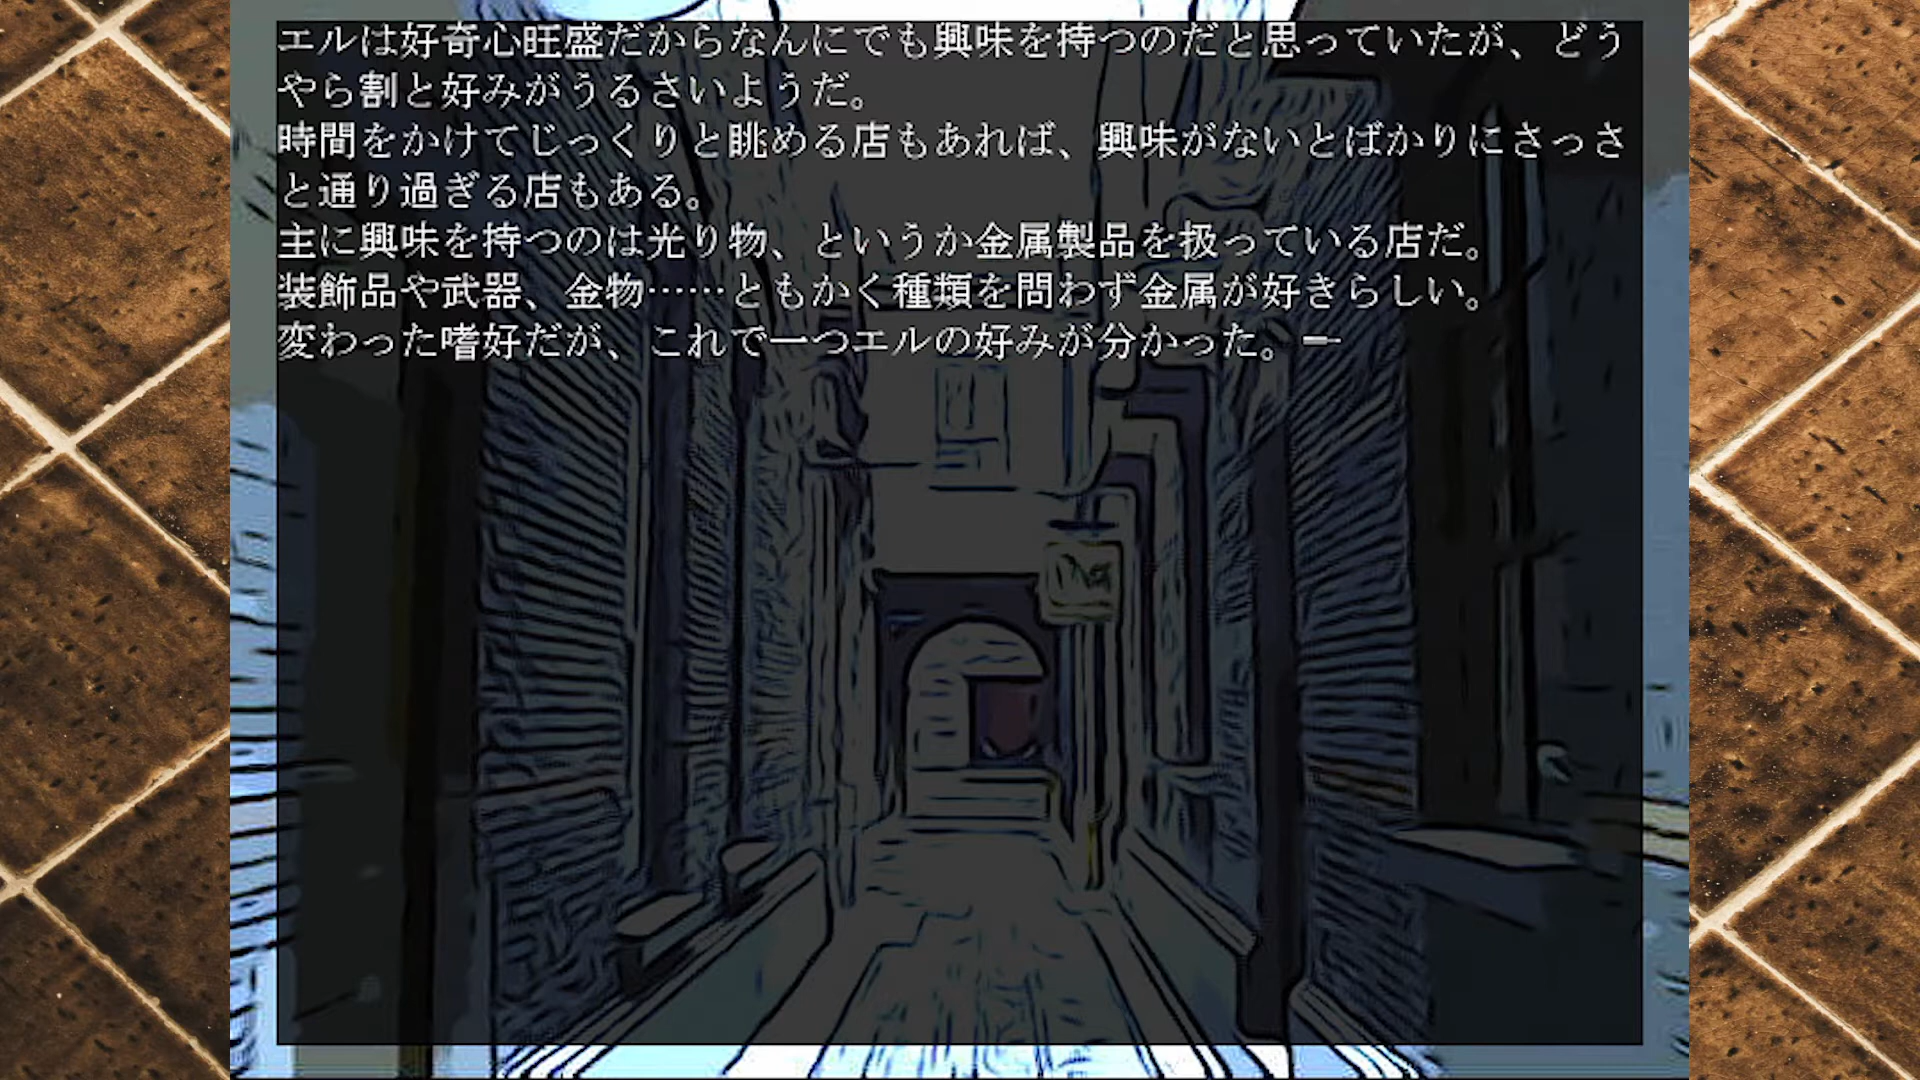 エルは好奇心旺盛だからなんにでも興味を持つのだと思っていたが、どう
やら割と好みがうるさいようだ。
時間をかけてじっくりと眺める店もあれば、興味がないとばかりにさっさ
と通り過ぎる店もある。
主に興味を持つのは光り物、というか金属製品を扱っている店だ。
装飾品や武器、金物……ともかく種類を問わず金属が好きらしい。
変わった嗜好だが、これで一つエルの好みが分かった。